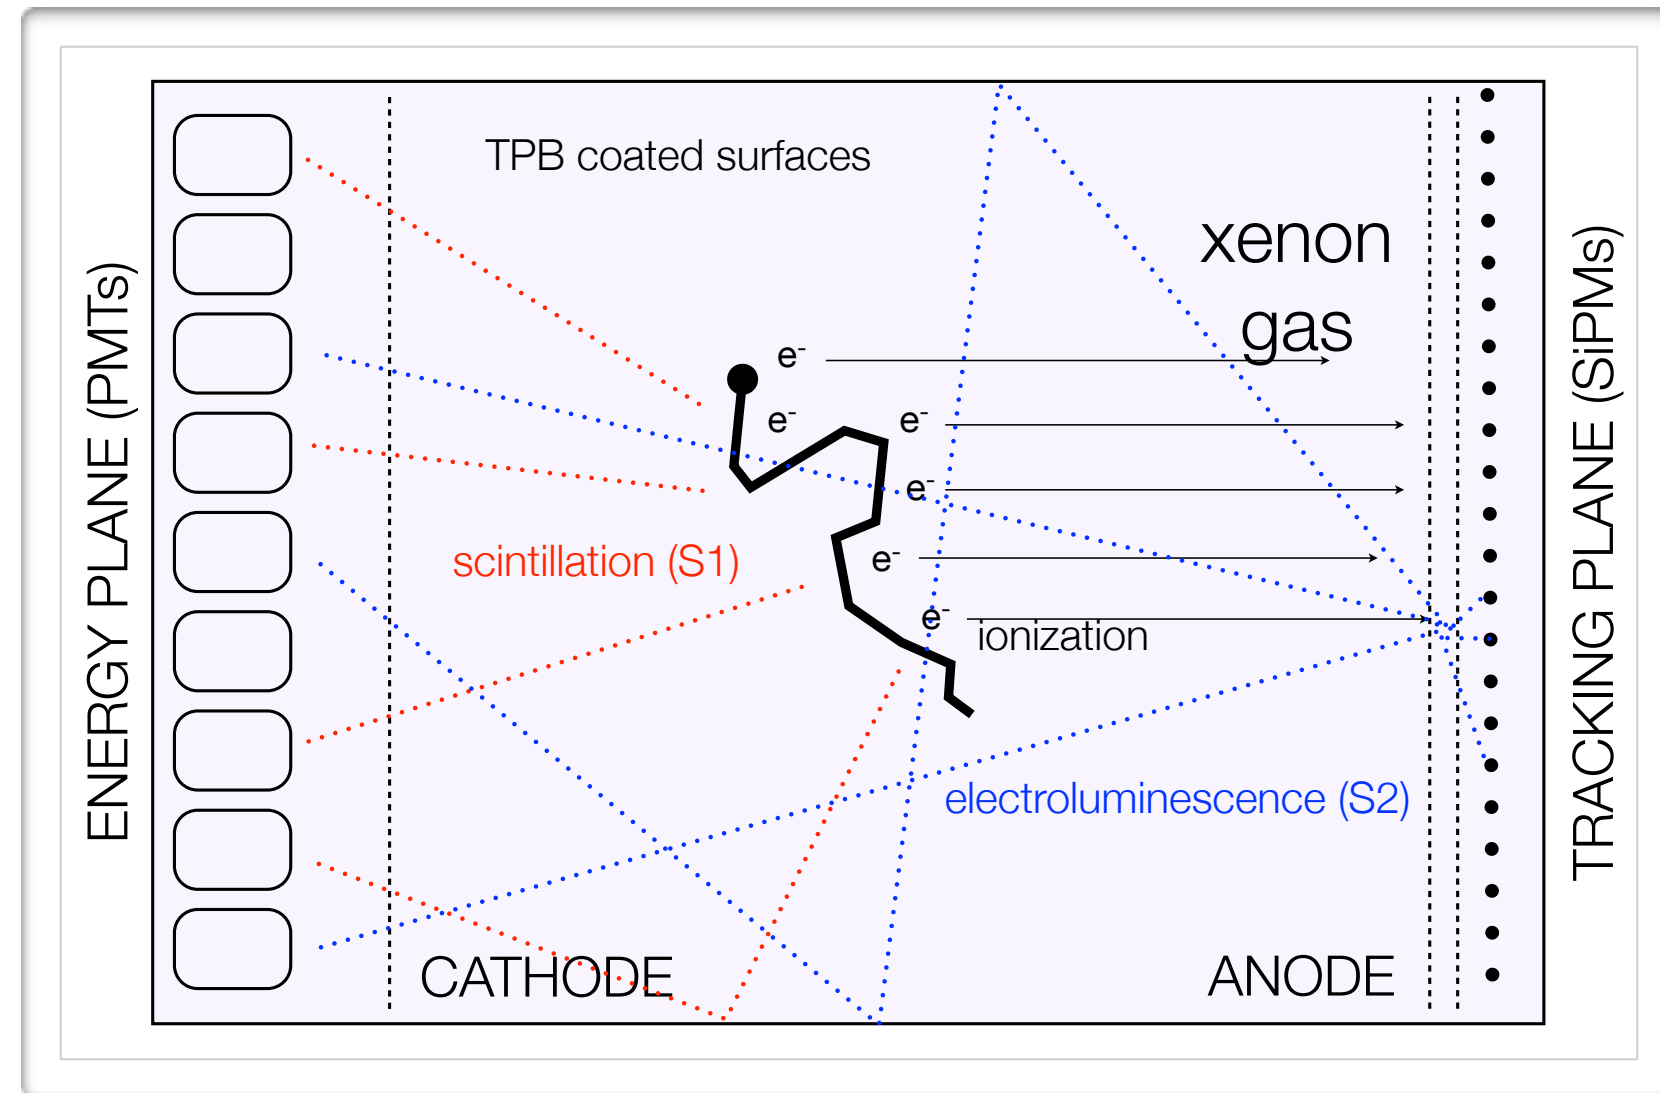 ENERGY PLANE (PMTs)
TPB coated surfaces
xenon
gas
e-
e-
e-
e-
scintillation (S1)
e-
e-
ionization
electroluminescence (S2)
CATHODE
ANODE
TRACKING PLANE (SiPMs)